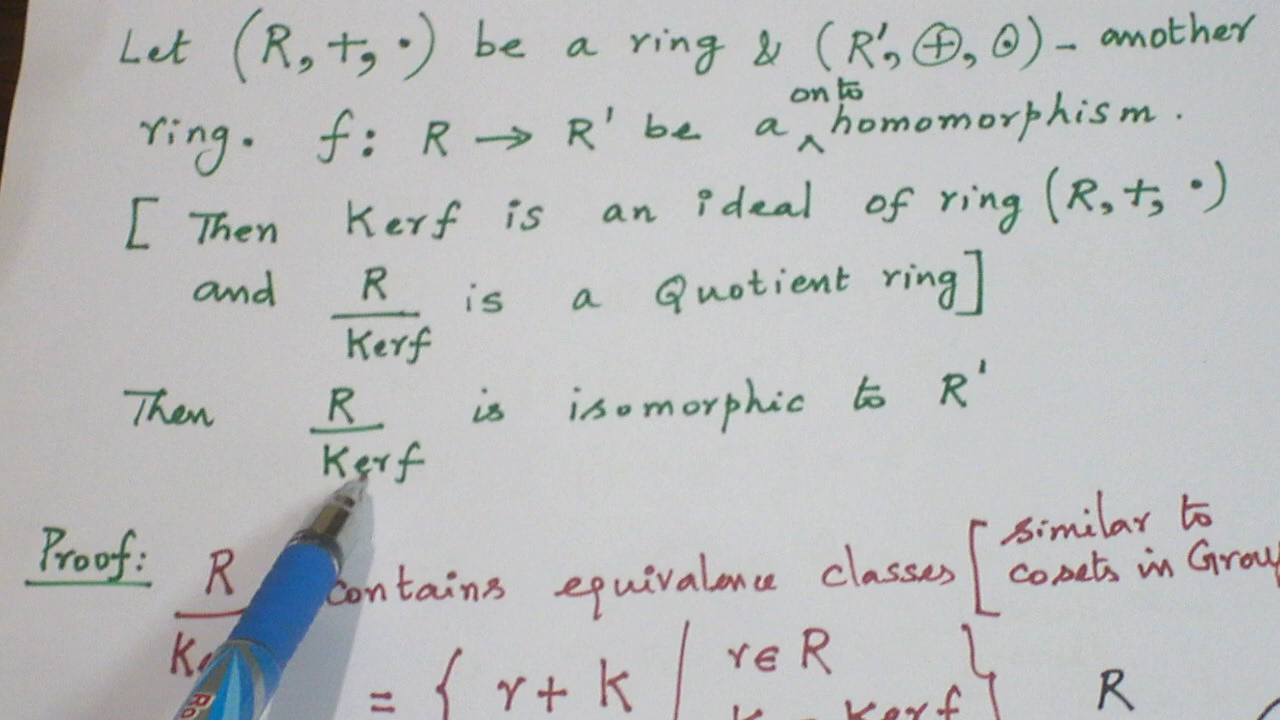 Let (R, +, ·) be a ring & (R', ⊕, ⊙) - another
onto
ring. f: R → R' be a ‸ homomorphism.
[ Then Kerf is an ideal of ring (R, +, ·)
and R/Kerf is a Quotient ring]
Then R/Kerf is isomorphic to R'
Proof: R contains equivalence classes [similar to
cosets in Grou
= { r + k | r ∈ R }
Kerf
R